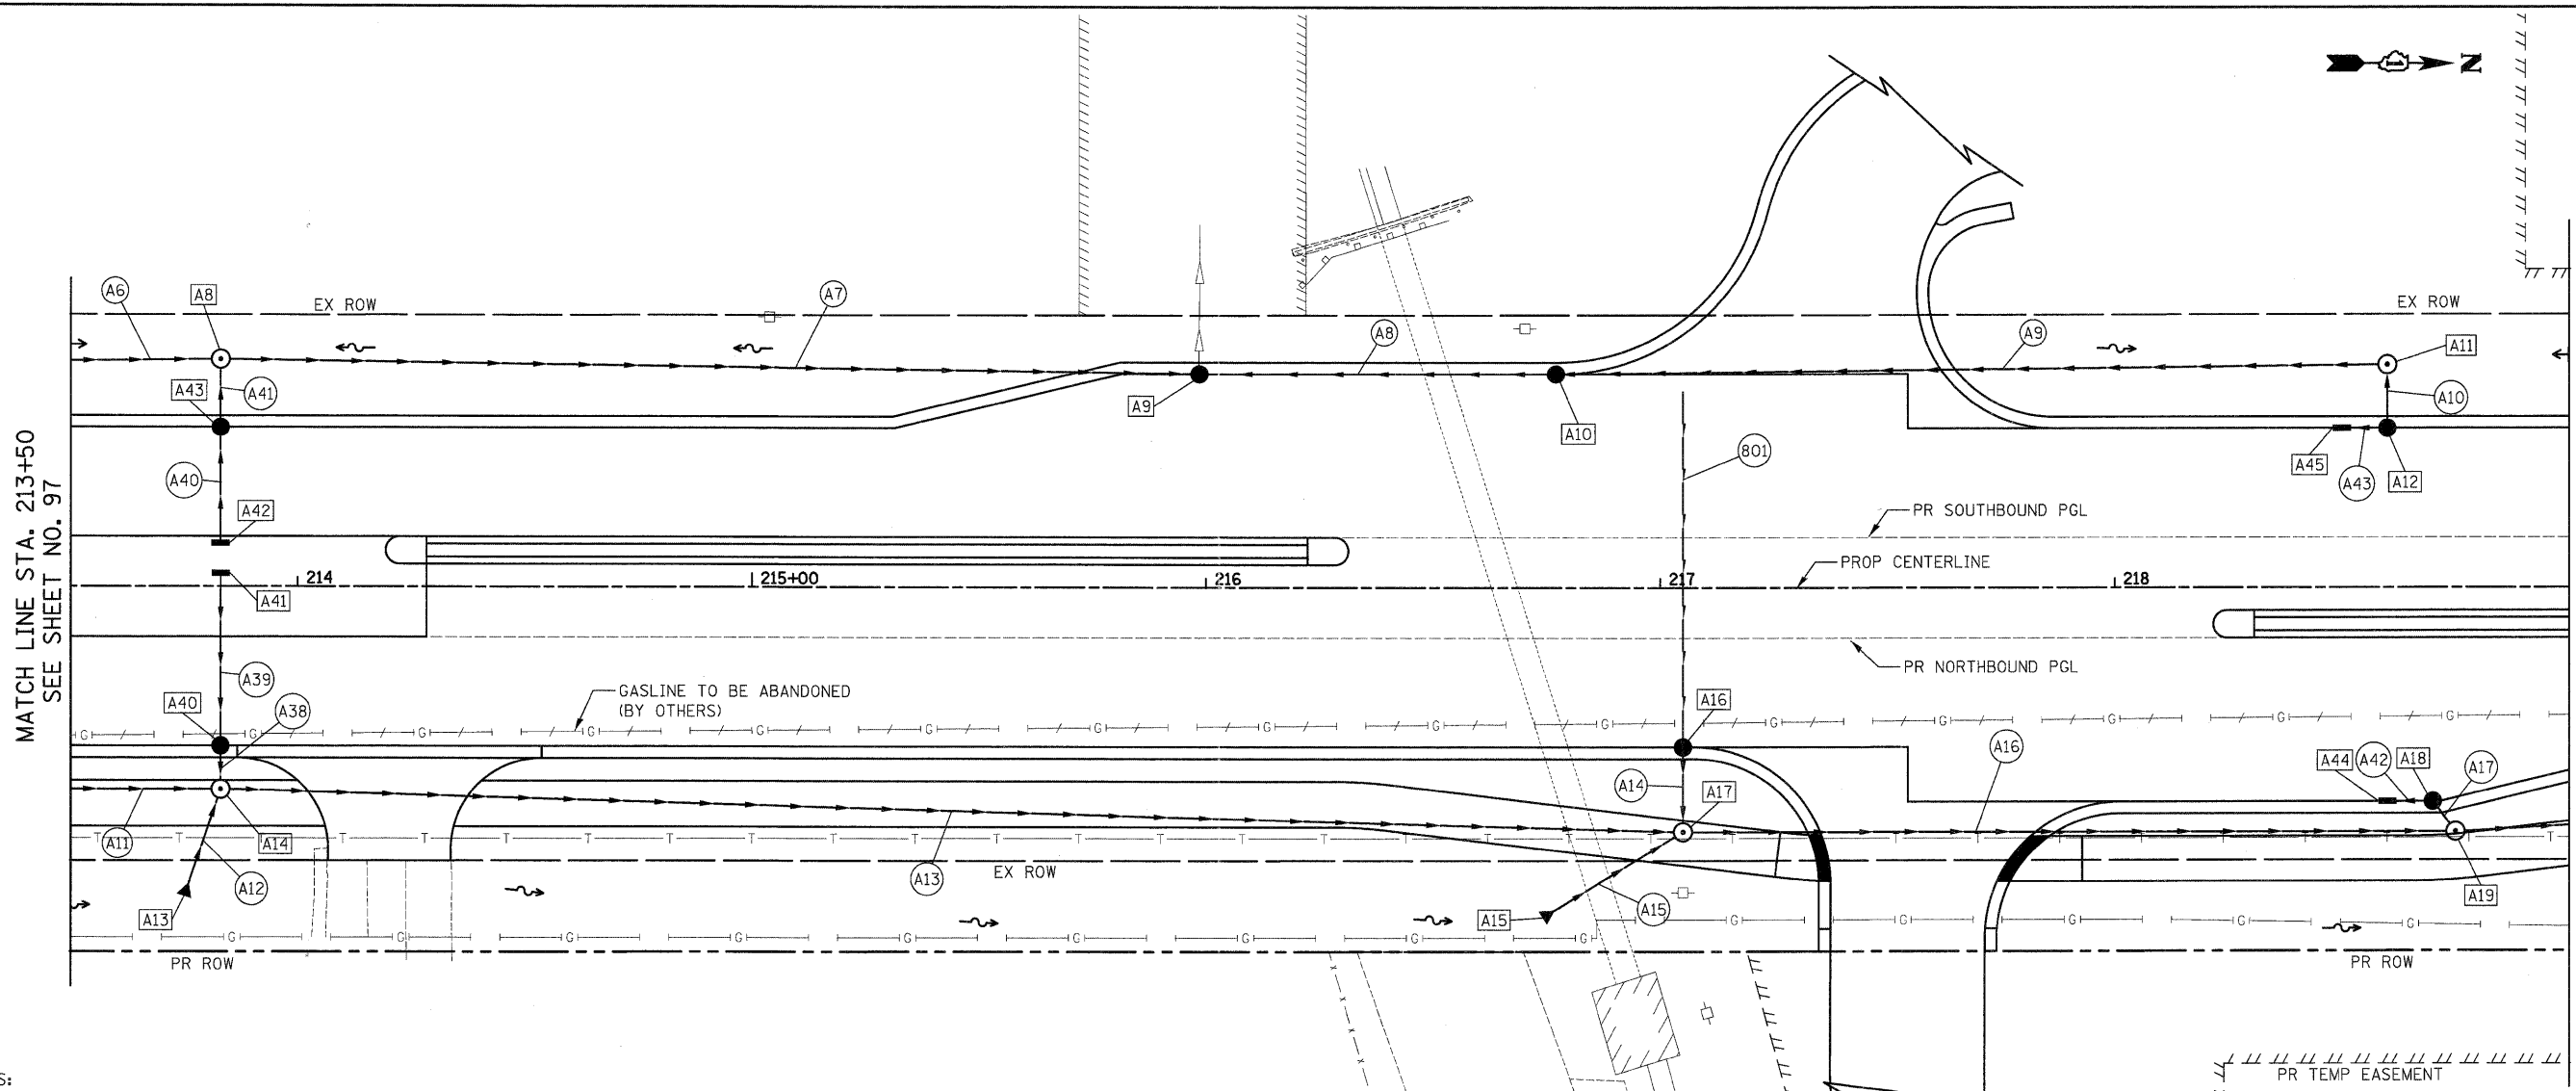 N
A6
A8
EX ROW
A7
A8
A9
EX ROW
A11
A43
A41
A9
A10
A10
A40
801
A45
A43
A12
MATCH LINE STA. 213+50
SEE SHEET NO. 97
A42
PR SOUTHBOUND PGL
PROP CENTERLINE
214
215+00
216
217
218
A41
PR NORTHBOUND PGL
A39
GASLINE TO BE ABANDONED
(BY OTHERS)
A40
A38
A16
G G G G G G G G G G G G G G G
A16
A44
A42
A18
A17
A14
A17
T T T T T T T T T T T T T T T T T T
A11
A14
A12
A13
EX ROW
A13
A15
A15
A19
G G G G G G G G G G G G G G
PR ROW
PR ROW
x x x x
S:
PR TEMP EASEMENT